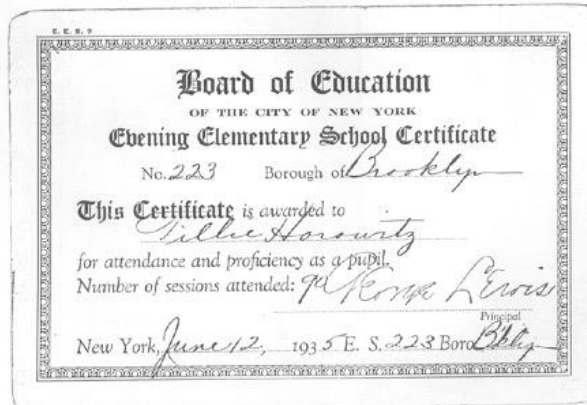 E. E. S. 9
Board of Education
OF THE CITY OF NEW YORK
Evening Elementary School Certificate
No. 223 Borough of Brooklyn
This Certificate is awarded to
Tillie Horowitz
for attendance and proficiency as a pupil.
Number of sessions attended: Lewis
Principal
New York, June 12, 1935 E. S. 223 Boro Bklyn